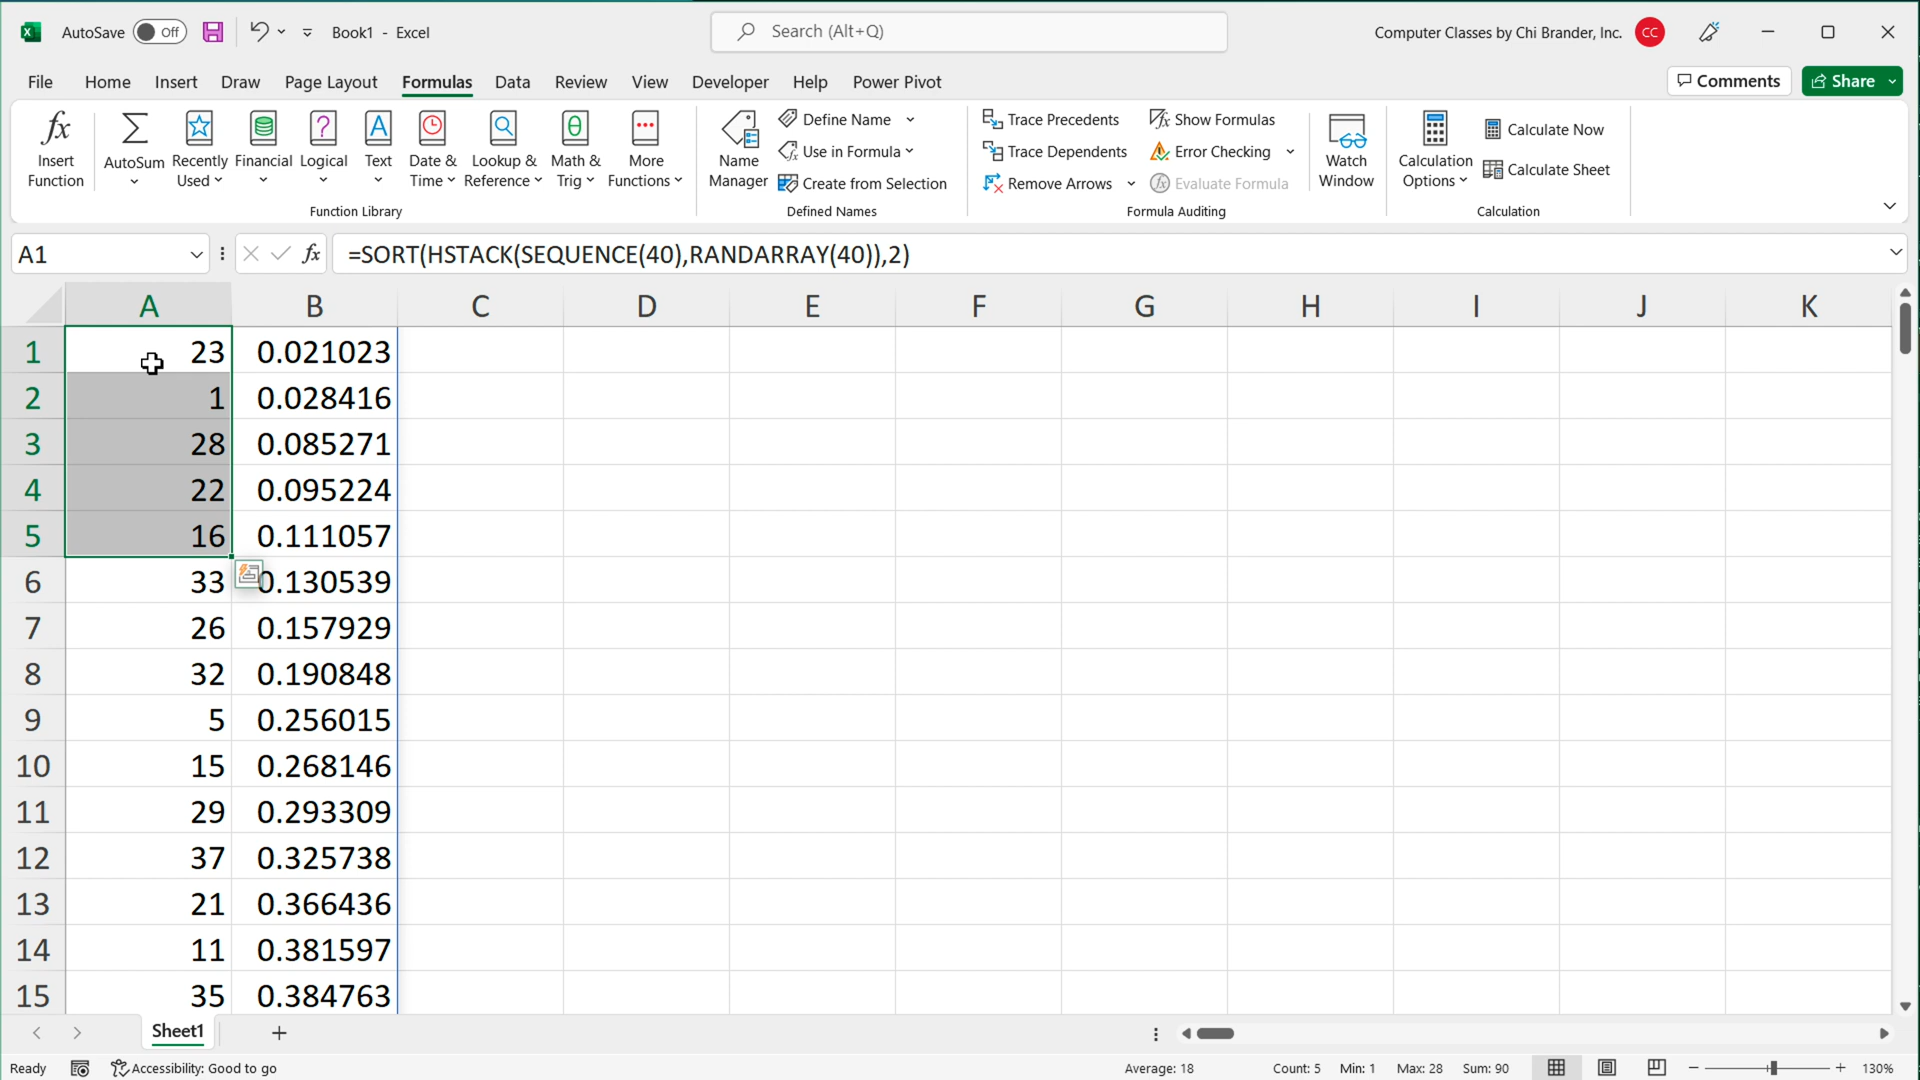 AutoSave Off Book1 - Excel Search (Alt+Q) Computer Classes by Chi Brander, Inc. CC
File Home Insert Draw Page Layout Formulas Data Review View Developer Help Power Pivot Comments Share
Insert Function AutoSum Recently Used Financial Logical Text Date & Time Lookup & Reference Math & Trig More Functions
Function Library
Name Manager
Define Name
Use in Formula
Create from Selection
Defined Names
Trace Precedents Show Formulas
Trace Dependents Error Checking
Remove Arrows Evaluate Formula
Formula Auditing
Watch Window
Calculation Options
Calculate Now
Calculate Sheet
Calculation
A1 fx =SORT(HSTACK(SEQUENCE(40),RANDARRAY(40)),2)
A B C D E F G H I J K
1 23 0.021023
2 1 0.028416
3 28 0.085271
4 22 0.095224
5 16 0.111057
6 33 0.130539
7 26 0.157929
8 32 0.190848
9 5 0.256015
10 15 0.268146
11 29 0.293309
12 37 0.325738
13 21 0.366436
14 11 0.381597
15 35 0.384763
Sheet1
Ready Accessibility: Good to go Average: 18 Count: 5 Min: 1 Max: 28 Sum: 90 130%